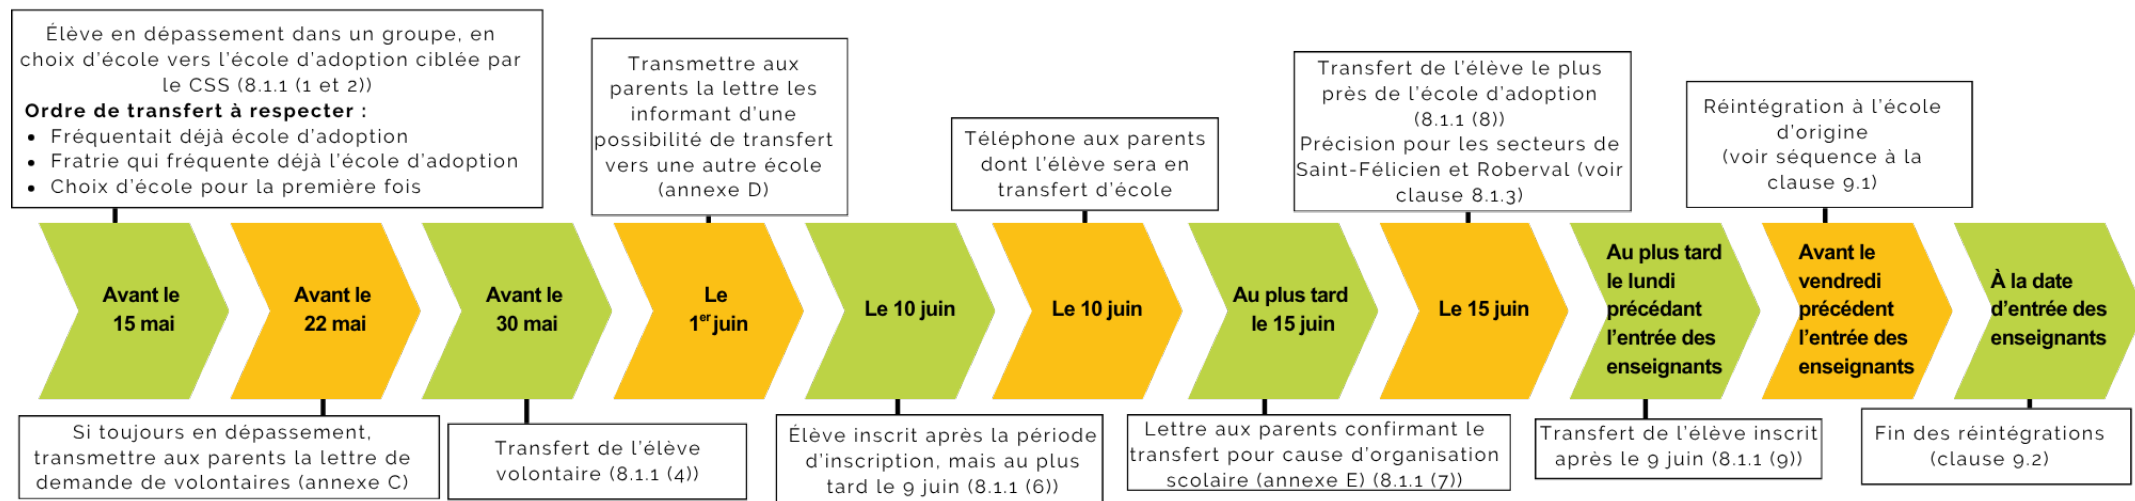 Élève en dépassement dans un groupe, en
choix d'école vers l'école d'adoption ciblée par
le CSS (8.1.1 (1 et 2))
Ordre de transfert à respecter :
• Fréquentait déjà école d'adoption
• Fratrie qui fréquente déjà l'école d'adoption
• Choix d'école pour la première fois
Transmettre aux
parents la lettre les
informant d'une
possibilité de transfert
vers une autre école
(annexe D)
Téléphone aux parents
dont l'élève sera en
transfert d'école
Transfert de l'élève le plus
près de l'école d'adoption
(8.1.1 (8))
Précision pour les secteurs de
Saint-Félicien et Roberval (voir
clause 8.1.3)
Réintégration à l'école
d'origine
(voir séquence à la
clause 9.1)
Avant le
15 mai
Avant le
22 mai
Avant le
30 mai
Le
1er juin
Le 10 juin
Le 10 juin
Au plus tard
le 15 juin
Le 15 juin
Au plus tard
le lundi
précédant
l'entrée des
enseignants
Avant le
vendredi
précédent
l'entrée des
enseignants
À la date
d'entrée des
enseignants
Si toujours en dépassement,
transmettre aux parents la lettre de
demande de volontaires (annexe C)
Transfert de l'élève
volontaire (8.1.1 (4))
Élève inscrit après la période
d'inscription, mais au plus
tard le 9 juin (8.1.1 (6))
Lettre aux parents confirmant le
transfert pour cause d'organisation
scolaire (annexe E) (8.1.1 (7))
Transfert de l'élève inscrit
après le 9 juin (8.1.1 (9))
Fin des réintégrations
(clause 9.2)